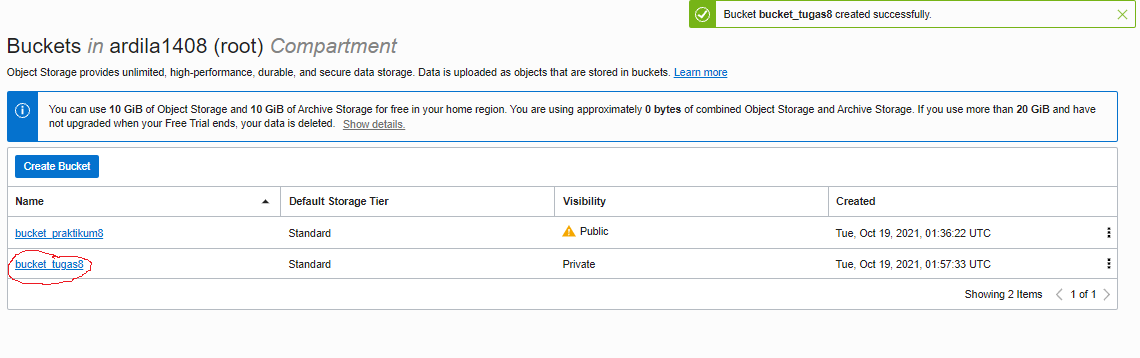 Bucket bucket_tugas8 created successfully.
Buckets in ardila1408 (root) Compartment
Object Storage provides unlimited, high-performance, durable, and secure data storage. Data is uploaded as objects that are stored in buckets. Learn more
You can use 10 GiB of Object Storage and 10 GiB of Archive Storage for free in your home region. You are using approximately 0 bytes of combined Object Storage and Archive Storage. If you use more than 20 GiB and have
not upgraded when your Free Trial ends, your data is deleted. Show details.
Create Bucket
Name Default Storage Tier Visibility Created
bucket_praktikum8 Standard Public Tue, Oct 19, 2021, 01:36:22 UTC
bucket_tugas8 Standard Private Tue, Oct 19, 2021, 01:57:33 UTC
Showing 2 Items 1 of 1